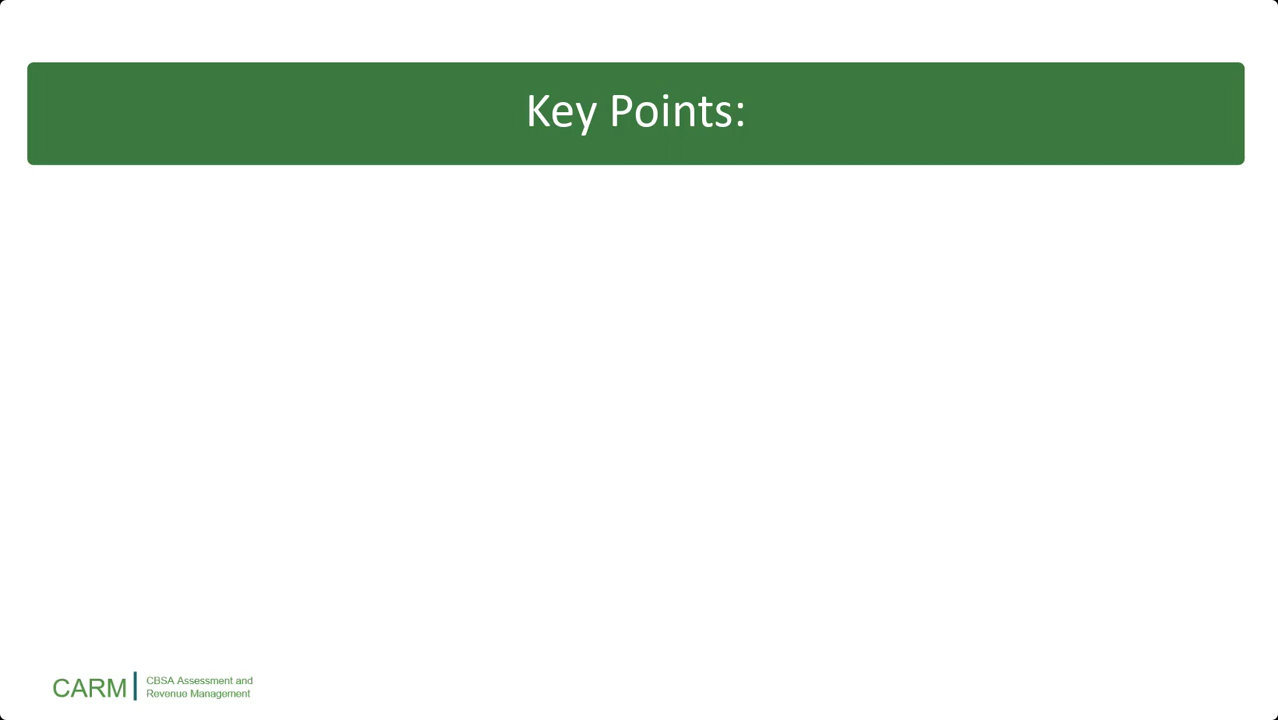 Key Points:
CARM
CBSA Assessment and
Revenue Management